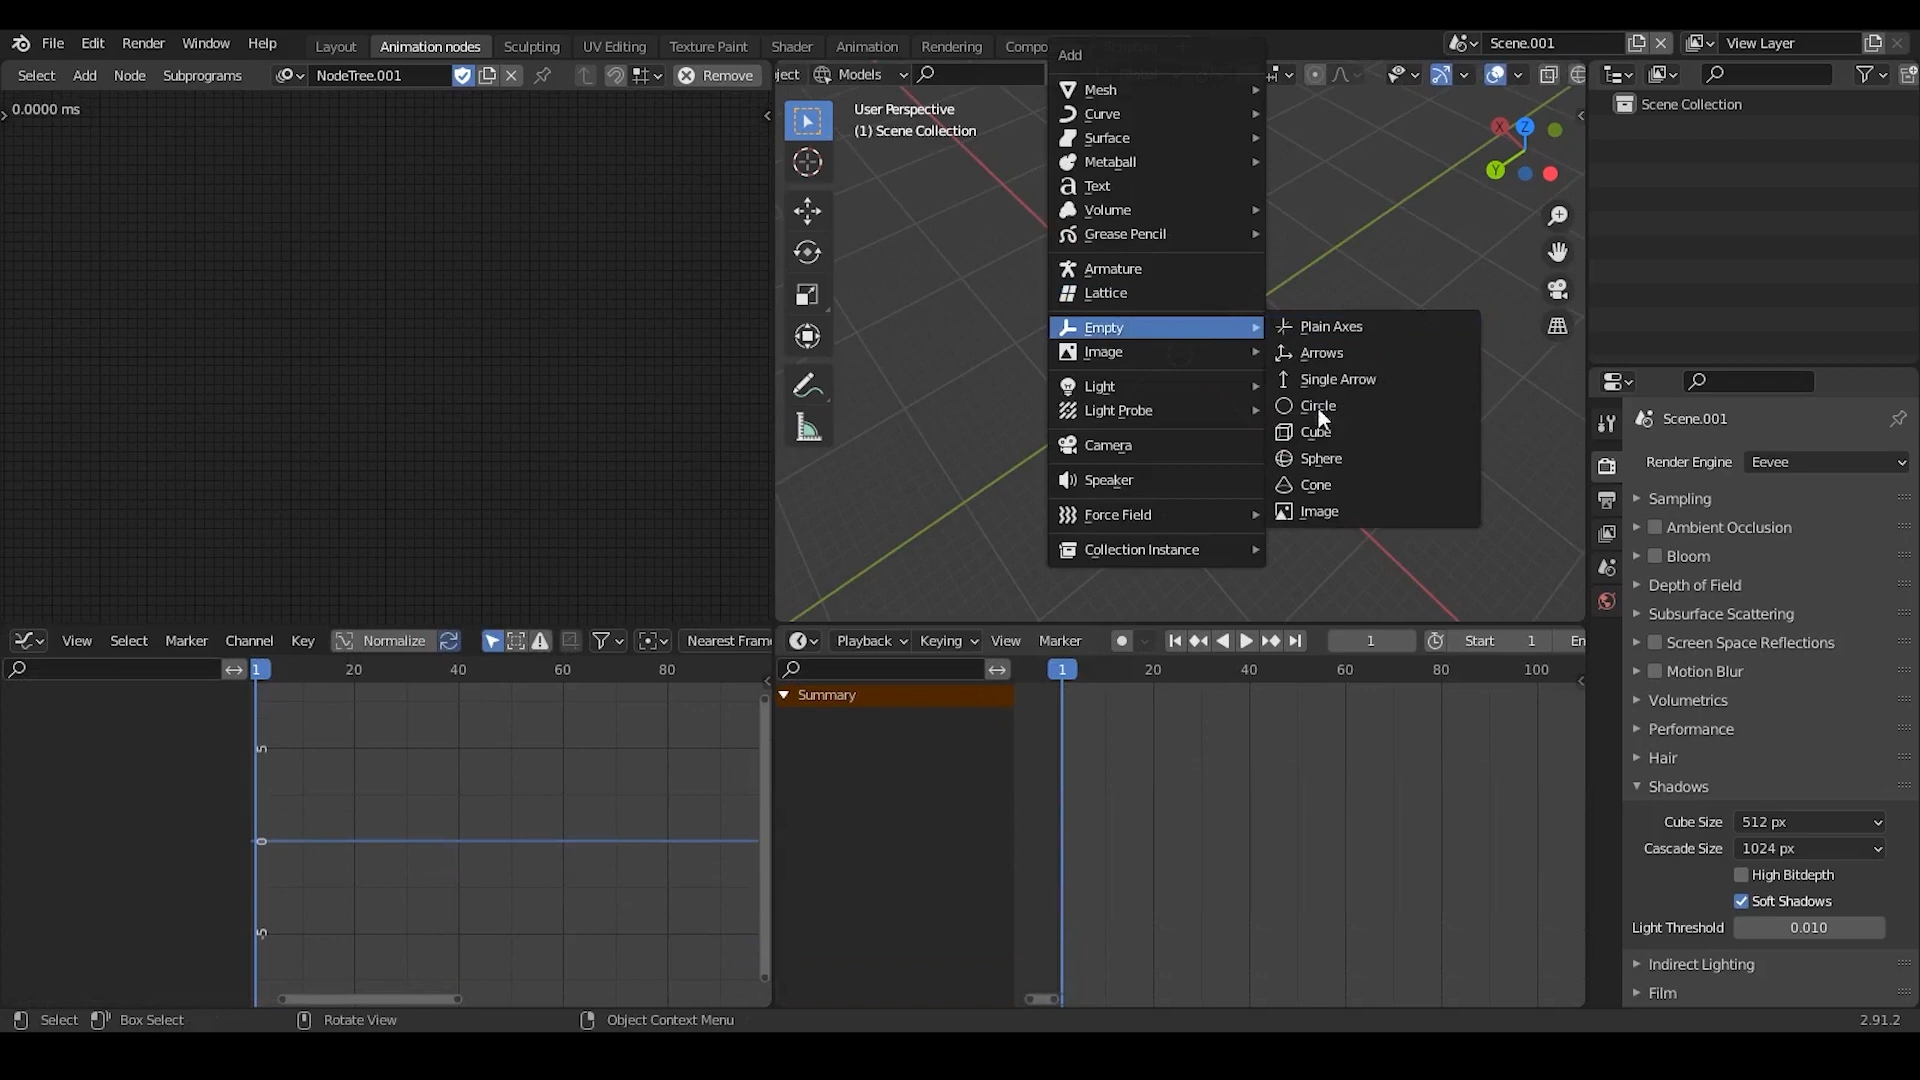 File Edit Render Window Help Layout Animation nodes Sculpting UV Editing Texture Paint Shader Animation Rendering Compo Scene.001 View Layer
Select Add Node Subprograms NodeTree.001 Remove
ject Models
0.0000 ms
User Perspective
(1) Scene Collection
Add
Mesh
Curve
Surface
Metaball
Text
Volume
Grease Pencil
Armature
Lattice
Empty
Image
Light
Light Probe
Camera
Speaker
Force Field
Collection Instance
Plain Axes
Arrows
Single Arrow
Circle
Cube
Sphere
Cone
Image
X Z
Y
Scene Collection
Scene.001
Render Engine Eevee
Sampling
Ambient Occlusion
Bloom
Depth of Field
Subsurface Scattering
Screen Space Reflections
Motion Blur
Volumetrics
Performance
Hair
Shadows
Cube Size 512 px
Cascade Size 1024 px
High Bitdepth
Soft Shadows
Light Threshold 0.010
Indirect Lighting
Film
View Select Marker Channel Key Normalize Nearest Fram
1 20 40 60 80
5
0
-5
Playback Keying View Marker 1 Start 1 En
1 20 40 60 80 100
Summary
Select Box Select Rotate View Object Context Menu 2.91.2